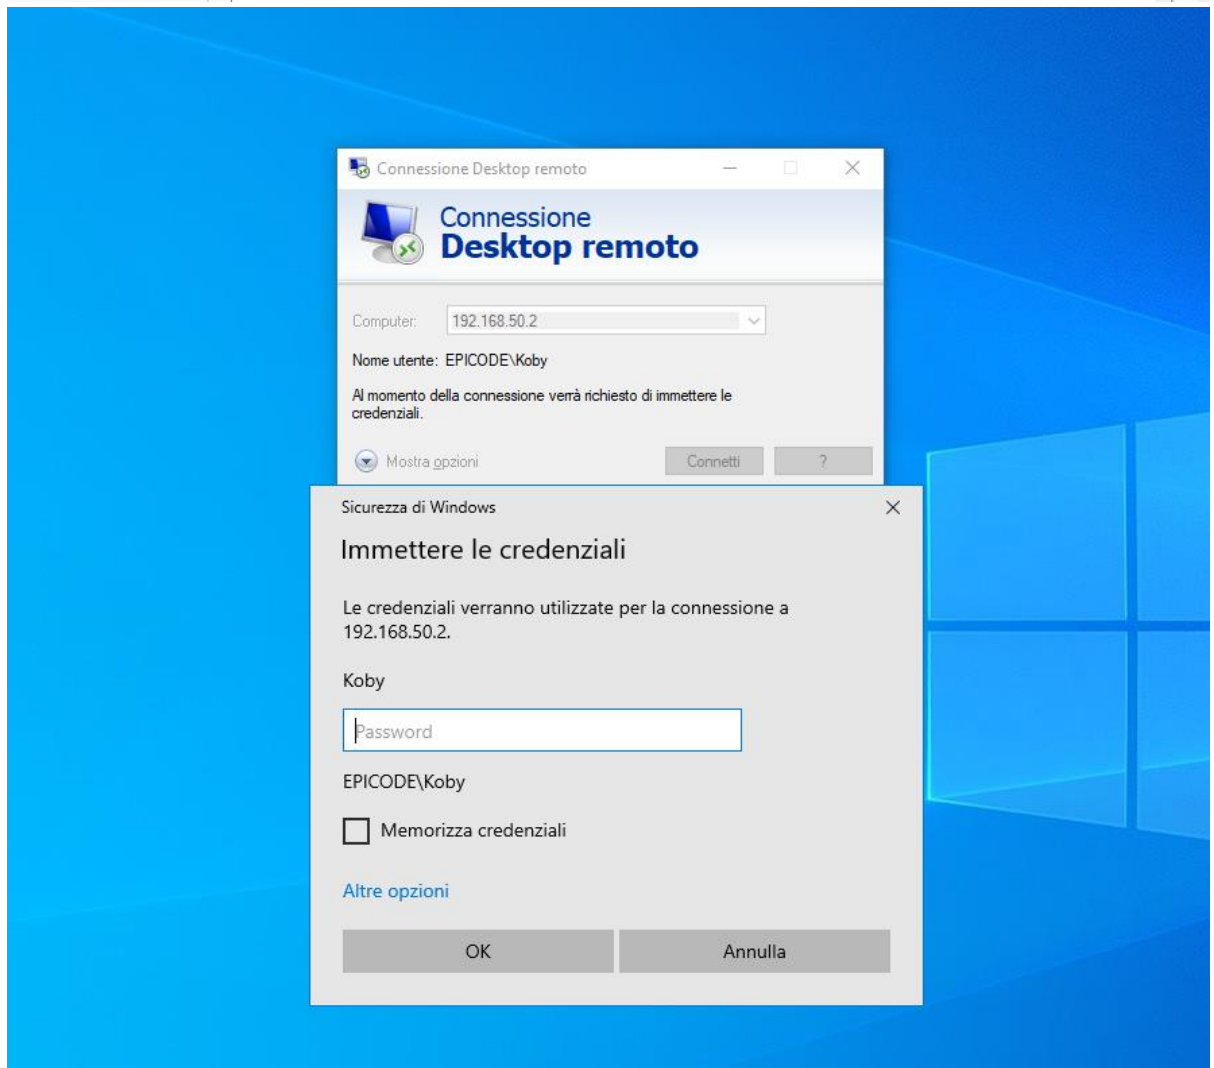 Connessione Desktop remoto
Connessione
Desktop remoto
Computer: 192.168.50.2
Nome utente: EPICODE\Koby
Al momento della connessione verrà richiesto di immettere le
credenziali.
Mostra opzioni Connetti ?
Sicurezza di Windows
Immettere le credenziali
Le credenziali verranno utilizzate per la connessione a
192.168.50.2.
Koby
Password
EPICODE\Koby
Memorizza credenziali
Altre opzioni
OK Annulla